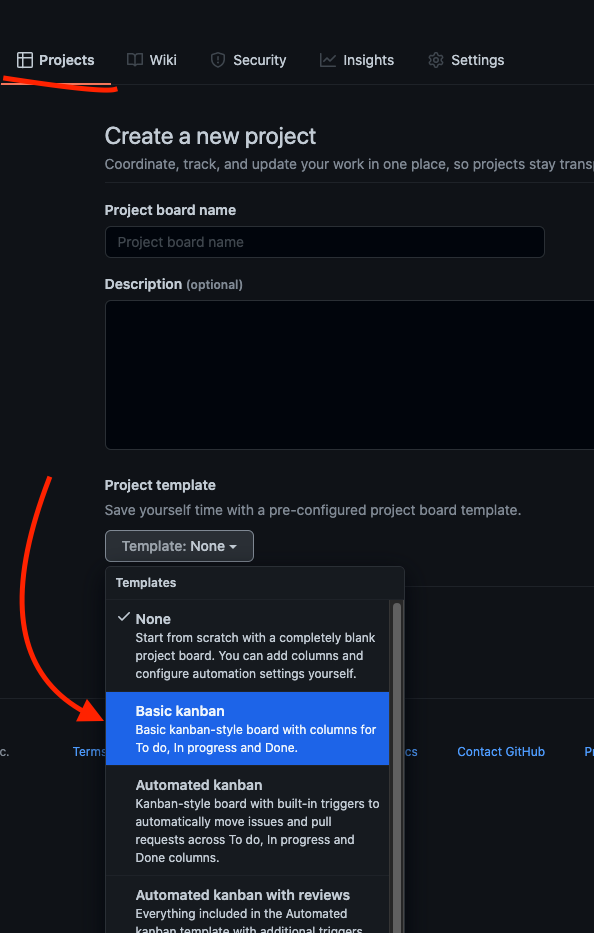 Projects Wiki Security Insights Settings
Create a new project
Coordinate, track, and update your work in one place, so projects stay
Project board name
Project board name
Description (optional)
Project template
Save yourself time with a pre-configured project board template.
Template: None
Templates
None
Start from scratch with a completely blank
project board. You can add columns and
configure automation settings yourself.
Basic kanban
Basic kanban-style board with columns for
To do, In progress and Done.
c. Terms cs Contact GitHub
Automated kanban
Kanban-style board with built-in triggers to
automatically move issues and pull
requests across To do, In progress and
Done columns.
Automated kanban with reviews
Everything included in the Automated
kanban template with additional triggers